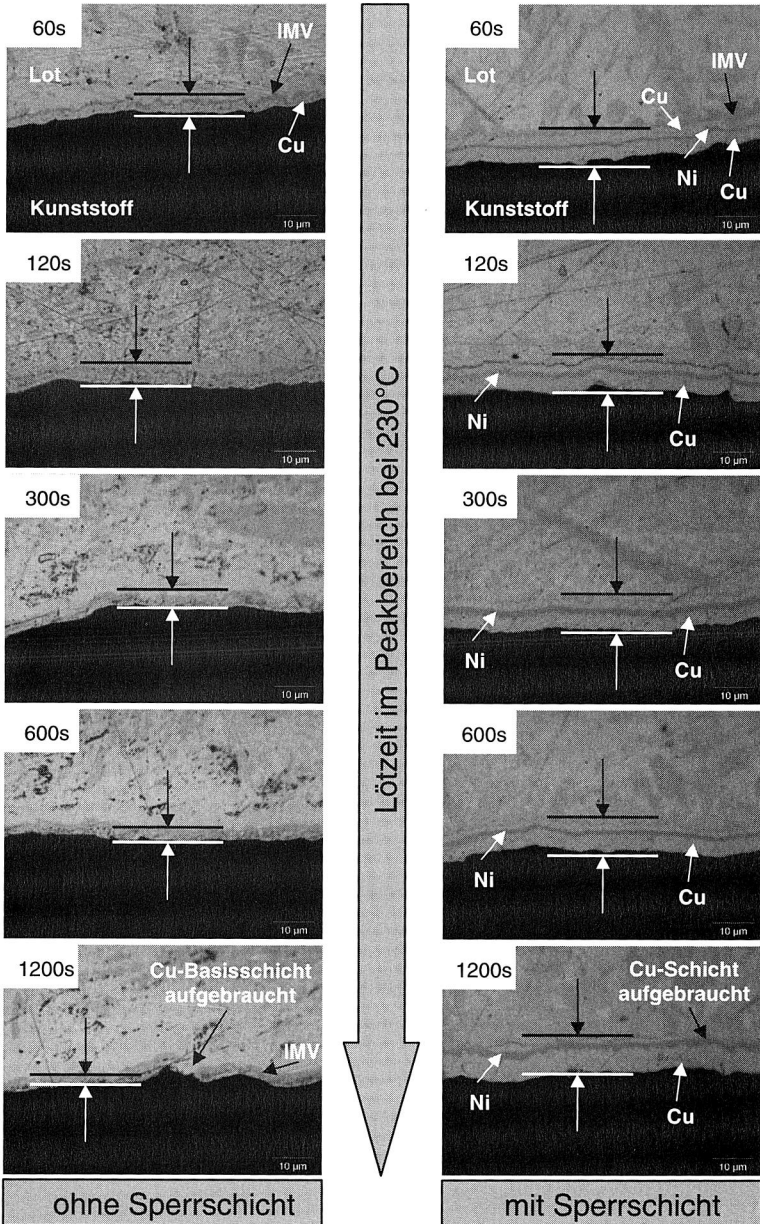 60s
IMV
Lot
Cu
Kunststoff
10 µm
120s
10 µm
300s
10 µm
600s
10 µm
1200s
Cu-Basisschicht
aufgebraucht
IMV
10 µm
ohne Sperrschicht
Lötzeit im Peakbereich bei 230°C
60s
IMV
Lot
Cu
Ni
Cu
Kunststoff
10 µm
120s
Ni
Cu
10 µm
300s
Ni
Cu
10 µm
600s
Ni
Cu
10 µm
1200s
Cu-Schicht
aufgebraucht
Ni
Cu
10 µm
mit Sperrschicht